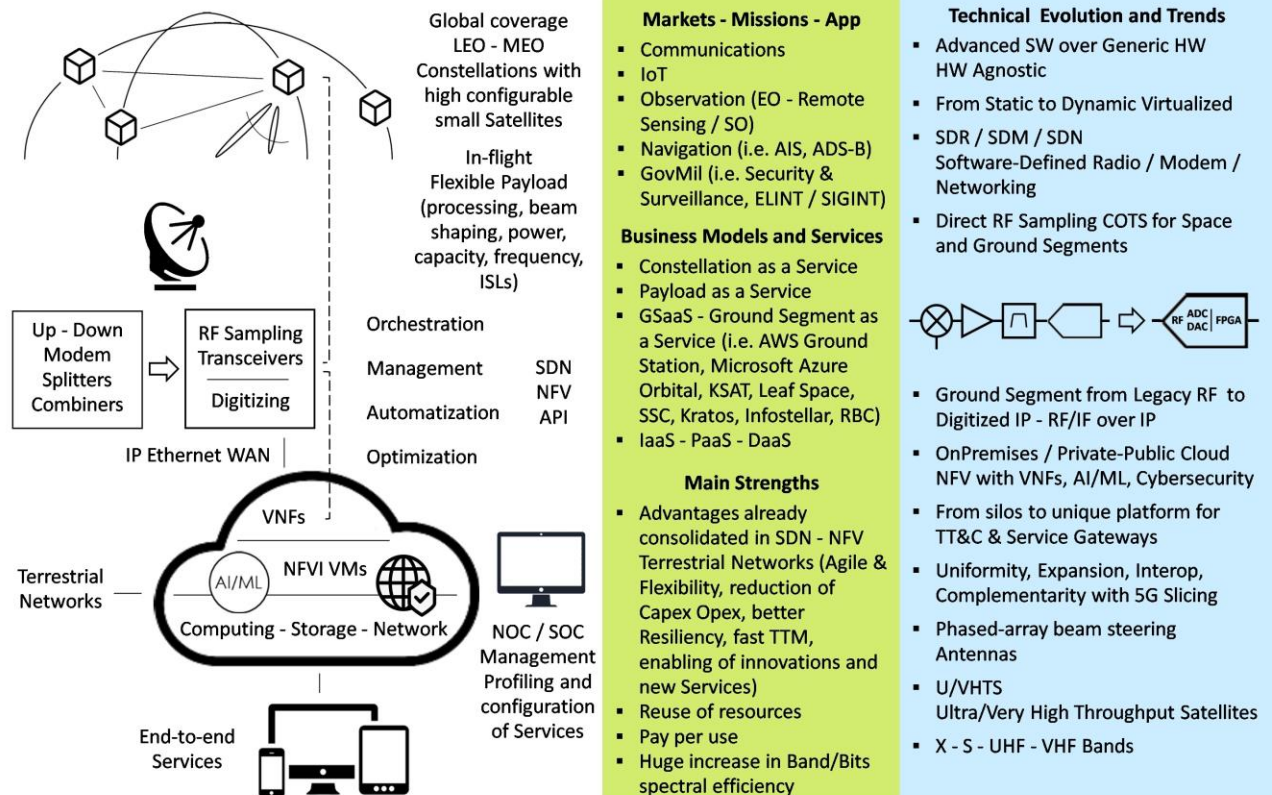 Global coverage
LEO - MEO
Constellations with
high configurable
small Satellites
In-flight
Flexible Payload
(processing, beam
shaping, power,
capacity, frequency,
ISLs)
Up - Down
Modem
Splitters
Combiners
RF Sampling
Transceivers
Digitizing
Orchestration
Management
Automatization
Optimization
SDN
NFV
API
IP Ethernet WAN
VNFs
AI/ML
NFVI VMs
Computing - Storage - Network
Terrestrial
Networks
NOC / SOC
Management
Profiling and
configuration
of Services
End-to-end
Services
Markets - Missions - App
▪ Communications
▪ IoT
▪ Observation (EO - Remote
Sensing / SO)
▪ Navigation (i.e. AIS, ADS-B)
▪ GovMil (i.e. Security &
Surveillance, ELINT / SIGINT)
Business Models and Services
▪ Constellation as a Service
▪ Payload as a Service
▪ GSaaS - Ground Segment as
a Service (i.e. AWS Ground
Station, Microsoft Azure
Orbital, KSAT, Leaf Space,
SSC, Kratos, Infostellar, RBC)
▪ IaaS - PaaS - DaaS
Main Strengths
▪ Advantages already
consolidated in SDN - NFV
Terrestrial Networks (Agile &
Flexibility, reduction of
Capex Opex, better
Resiliency, fast TTM,
enabling of innovations and
new Services)
▪ Reuse of resources
▪ Pay per use
▪ Huge increase in Band/Bits
spectral efficiency
Technical Evolution and Trends
▪ Advanced SW over Generic HW
HW Agnostic
▪ From Static to Dynamic Virtualized
▪ SDR / SDM / SDN
Software-Defined Radio / Modem /
Networking
▪ Direct RF Sampling COTS for Space
and Ground Segments
RF ADC DAC FPGA
▪ Ground Segment from Legacy RF to
Digitized IP - RF/IF over IP
▪ OnPremises / Private-Public Cloud
NFV with VNFs, AI/ML, Cybersecurity
▪ From silos to unique platform for
TT&C & Service Gateways
▪ Uniformity, Expansion, Interop,
Complementarity with 5G Slicing
▪ Phased-array beam steering
Antennas
▪ U/VHTS
Ultra/Very High Throughput Satellites
▪ X - S - UHF - VHF Bands